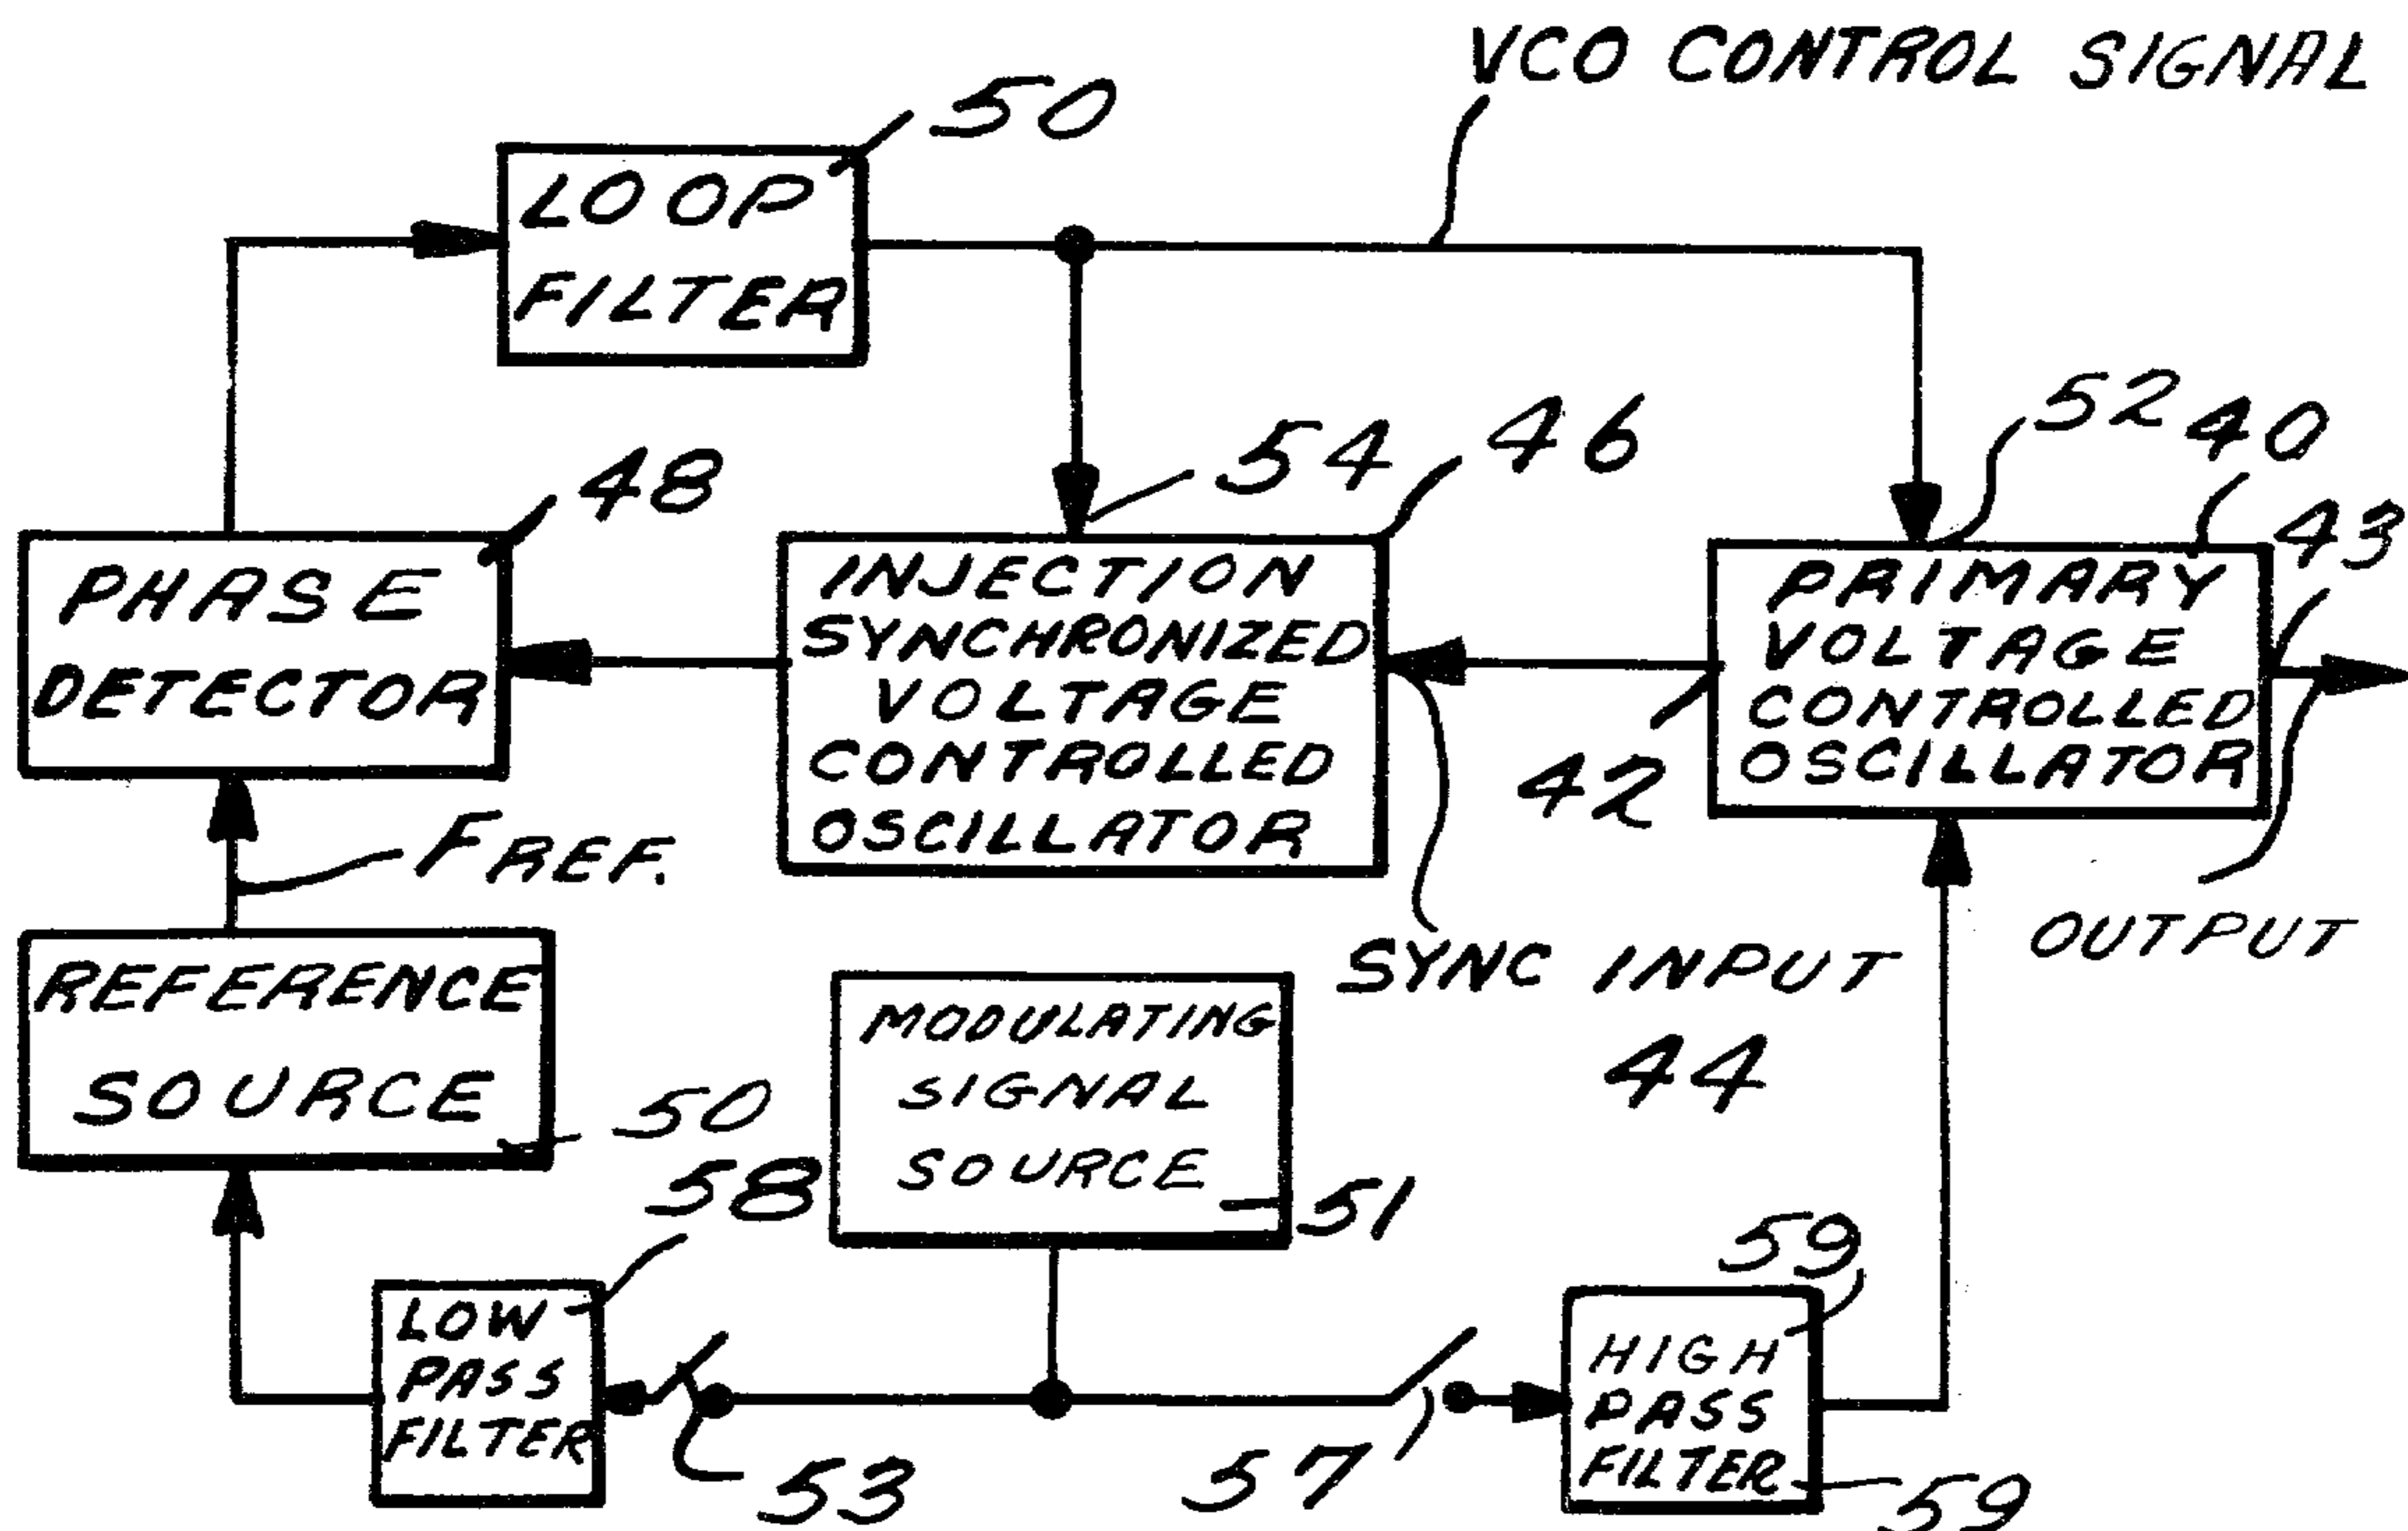 VCO CONTROL SIGNAL
50
LOOP
FILTER
52
40
54
46
48
43
PHASE
DETECTOR
INJECTION
SYNCHRONIZED
VOLTAGE
CONTROLLED
OSCILLATOR
PRIMARY
VOLTAGE
CONTROLLED
OSCILLATOR
42
F REF.
OUTPUT
SYNC INPUT
44
REFERENCE
SOURCE
50
MODULATING
SIGNAL
SOURCE
51
58
59
LOW
PASS
FILTER
HIGH
PASS
FILTER
53
57
59